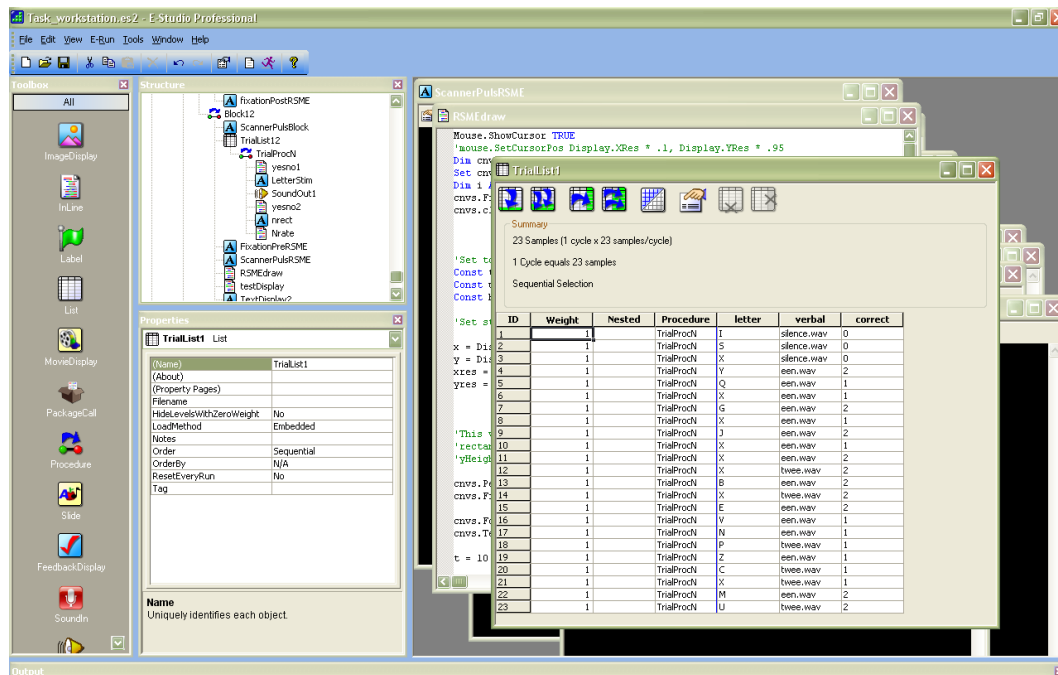 Task_workstation.es2 - E-Studio Professional
File Edit View E-Run Tools Window Help
Toolbox
All
ImageDisplay
InLine
Label
List
MovieDisplay
PackageCall
Procedure
Slide
FeedbackDisplay
SoundIn
Structure
fixationPostRSME
Block12
ScannerPulsBlock
TrialList12
TrialProcN
yesno1
LetterStim
SoundOut1
yesno2
nrect
Nrate
FixationPreRSME
ScannerPulsRSME
RSMEdraw
testDisplay
TextDisplay2
Properties
TrialList1 List
(Name) TrialList1
(About)
(Property Pages)
Filename
HideLevelsWithZeroWeight No
LoadMethod Embedded
Notes
Order Sequential
OrderBy N/A
ResetEveryRun No
Tag
Name
Uniquely identifies each object.
ScannerPulsRSME
RSMEdraw
Mouse.ShowCursor TRUE
'mouse.SetCursorPos Display.XRes * .1, Display.YRes * .95
Dim cnv
Set cnv
Dim i
cnvs.F
cnvs.c
'Set to
Const
Const
Const
'Set st
x = Dis
y = Dis
xres =
yres =
'This
'rectan
'yHeigh
cnvs.Pe
cnvs.F
cnvs.Fo
cnvs.Te
t = 10
TrialList1
Summary
23 Samples (1 cycle x 23 samples/cycle)
1 Cycle equals 23 samples
Sequential Selection
ID Weight Nested Procedure letter verbal correct
1 1 TrialProcN I silence.wav 0
2 1 TrialProcN S silence.wav 0
3 1 TrialProcN X silence.wav 0
4 1 TrialProcN Y een.wav 2
5 1 TrialProcN Q een.wav 1
6 1 TrialProcN X een.wav 1
7 1 TrialProcN G een.wav 2
8 1 TrialProcN X een.wav 1
9 1 TrialProcN J een.wav 2
10 1 TrialProcN X een.wav 1
11 1 TrialProcN X een.wav 2
12 1 TrialProcN X twee.wav 2
13 1 TrialProcN B een.wav 2
14 1 TrialProcN X twee.wav 2
15 1 TrialProcN E een.wav 2
16 1 TrialProcN V een.wav 1
17 1 TrialProcN N een.wav 1
18 1 TrialProcN P twee.wav 1
19 1 TrialProcN Z een.wav 1
20 1 TrialProcN C twee.wav 1
21 1 TrialProcN X twee.wav 1
22 1 TrialProcN M een.wav 2
23 1 TrialProcN U twee.wav 2
Output